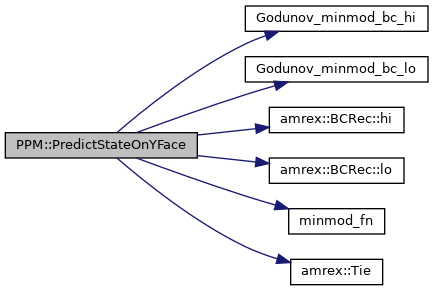 Godunov_minmod_bc_hi
Godunov_minmod_bc_lo
amrex::BCRec::hi
PPM::PredictStateOnYFace
amrex::BCRec::lo
minmod_fn
amrex::Tie